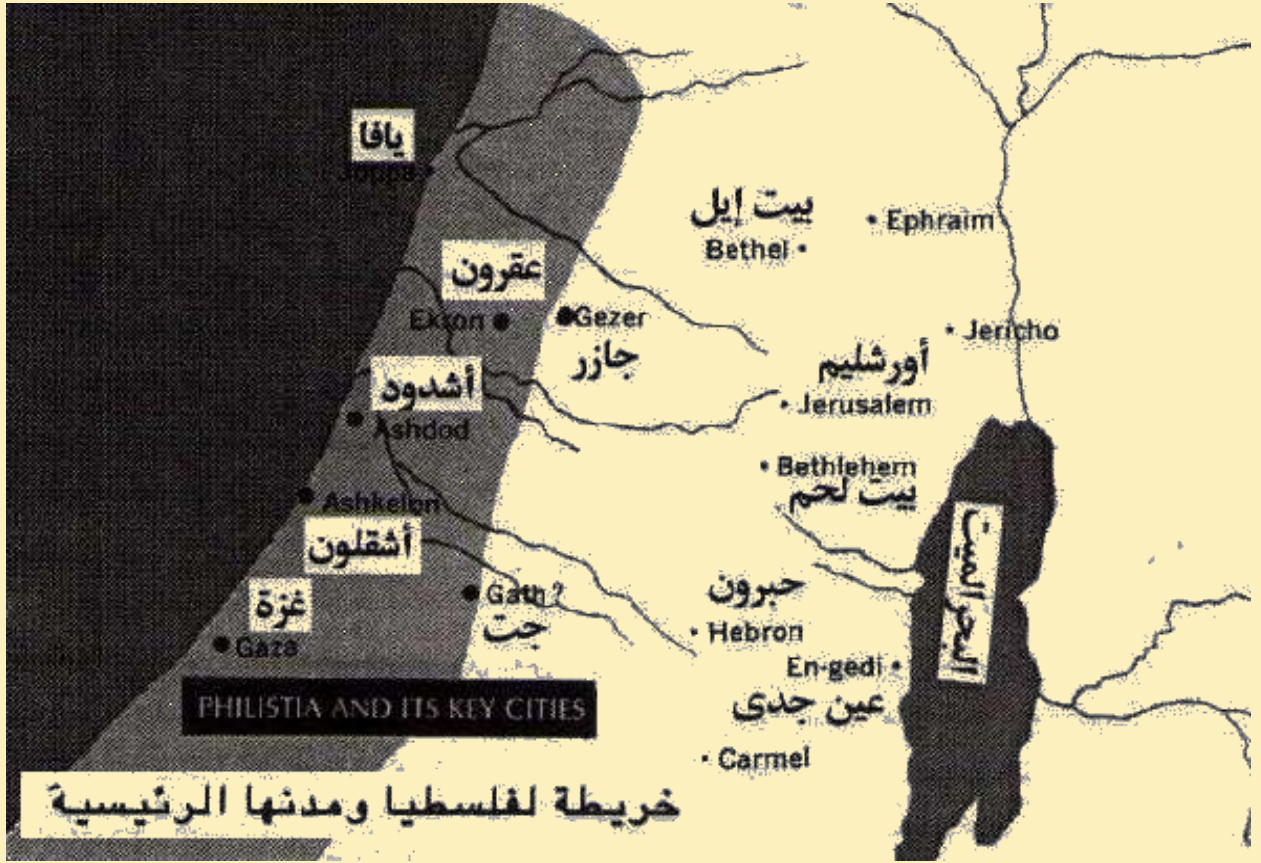 يافا
Joppa
بيت إيل
Bethel
Ephraim
عقرون
Ekron
Gezer
جازر
Jericho
أورشليم
Jerusalem
أشدود
Ashdod
Bethlehem
بيت لحم
Ashkelon
أشقلون
البحر الميت
غزة
Gaza
Gath?
جت
حبرون
Hebron
En-gedi
عين جدى
Carmel
PHILISTIA AND ITS KEY CITIES
خريطة لفلسطيا ومدنها الرئيسية